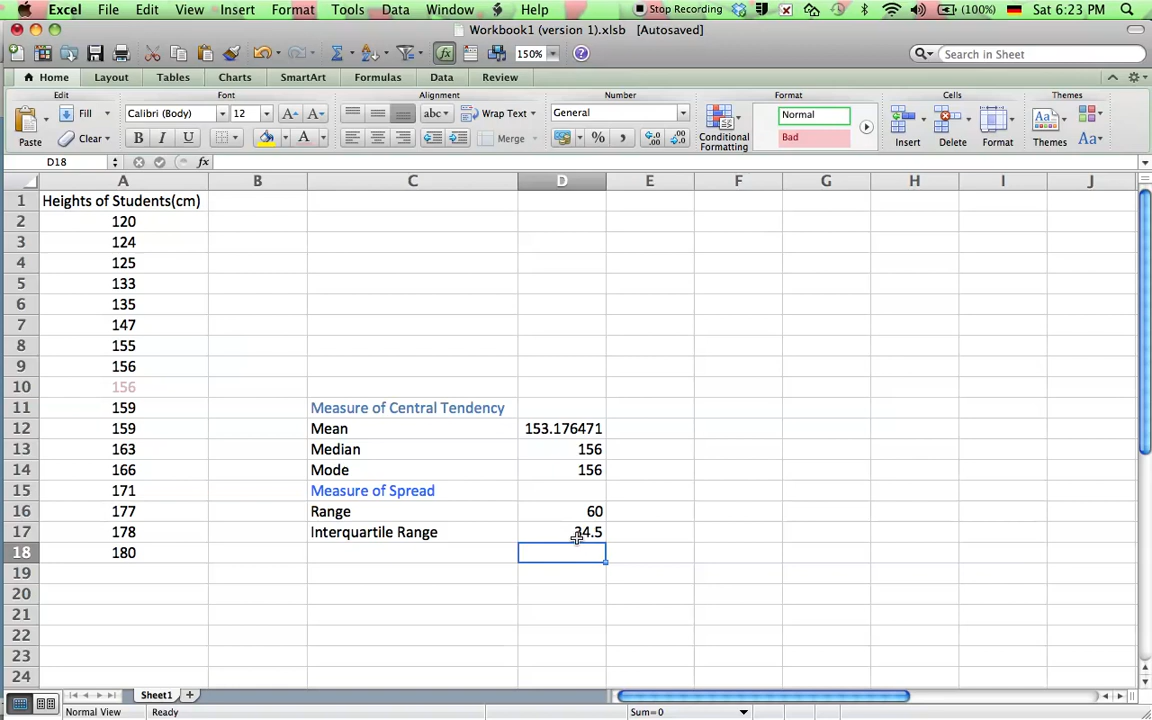 Excel File Edit View Insert Format Tools Data Window Help Stop Recording (100%) Sat 6:23 PM
Workbook1 (version 1).xlsb [Autosaved]
150% Search in Sheet
Home Layout Tables Charts SmartArt Formulas Data Review
Edit Font Alignment Number Format Cells Themes
Fill Calibri (Body) 12 A A abc Wrap Text General Normal
Paste Clear B I U A Merge % Conditional Formatting Bad Insert Delete Format Themes Aa
D18 fx
A B C D E F G H I J
1 Heights of Students(cm)
2 120
3 124
4 125
5 133
6 135
7 147
8 155
9 156
10 156
11 159 Measure of Central Tendency
12 159 Mean 153.176471
13 163 Median 156
14 166 Mode 156
15 171 Measure of Spread
16 177 Range 60
17 178 Interquartile Range 34.5
18 180
19
20
21
22
23
24
Sheet1
Normal View Ready Sum=0